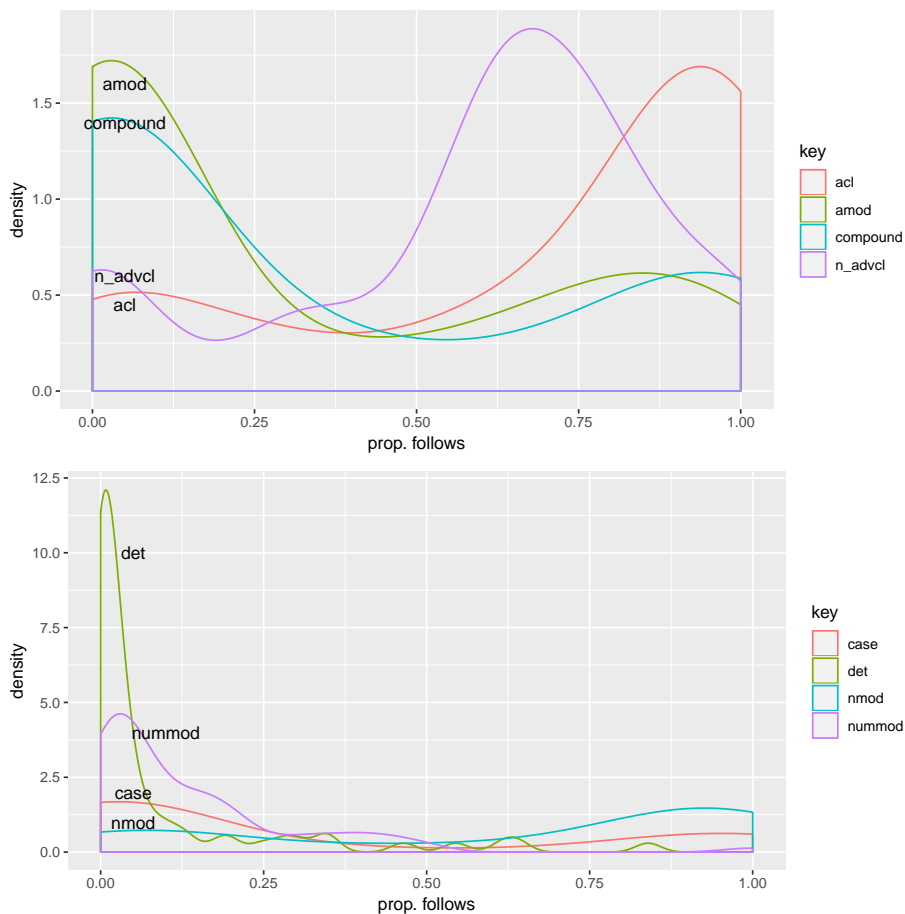 amod
compound
n_advcl
acl
0.0
0.5
1.0
1.5
0.00
0.25
0.50
0.75
1.00
prop. follows
density
key
acl
amod
compound
n_advcl
det
nummod
case
nmod
0.0
2.5
5.0
7.5
10.0
12.5
0.00
0.25
0.50
0.75
1.00
prop. follows
density
key
case
det
nmod
nummod